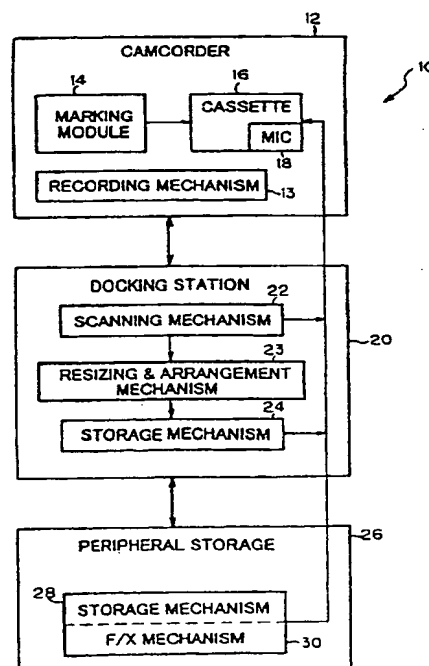 12
CAMCORDER
10
14
16
MARKING
MODULE
CASSETTE
MIC
18
RECORDING MECHANISM
13
DOCKING STATION
22
SCANNING MECHANISM
20
23
RESIZING & ARRANGEMENT
MECHANISM
24
STORAGE MECHANISM
26
PERIPHERAL STORAGE
28
STORAGE MECHANISM
F/X MECHANISM
30